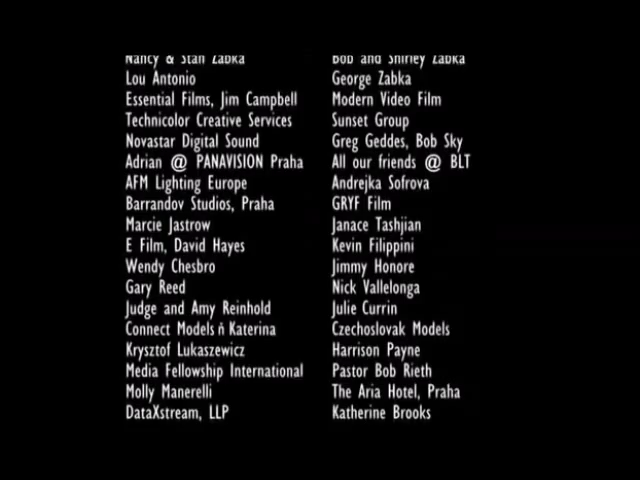 Nancy & Stan Zabka
Bob and Shirley Zabka
Lou Antonio
George Zabka
Essential Films, Jim Campbell
Modern Video Film
Technicolor Creative Services
Sunset Group
Novastar Digital Sound
Greg Geddes, Bob Sky
Adrian @ PANAVISION Praha
All our friends @ BLT
AFM Lighting Europe
Andrejka Sofrova
Barrandov Studios, Praha
GRYF Film
Marcie Jastrow
Janace Tashjian
E Film, David Hayes
Kevin Filippini
Wendy Chesbro
Jimmy Honore
Gary Reed
Nick Vallelonga
Judge and Amy Reinhold
Julie Currin
Connect Models ñ Katerina
Czechoslovak Models
Krysztof Lukaszewicz
Harrison Payne
Media Fellowship International
Pastor Bob Rieth
Molly Manerelli
The Aria Hotel, Praha
DataXstream, LLP
Katherine Brooks